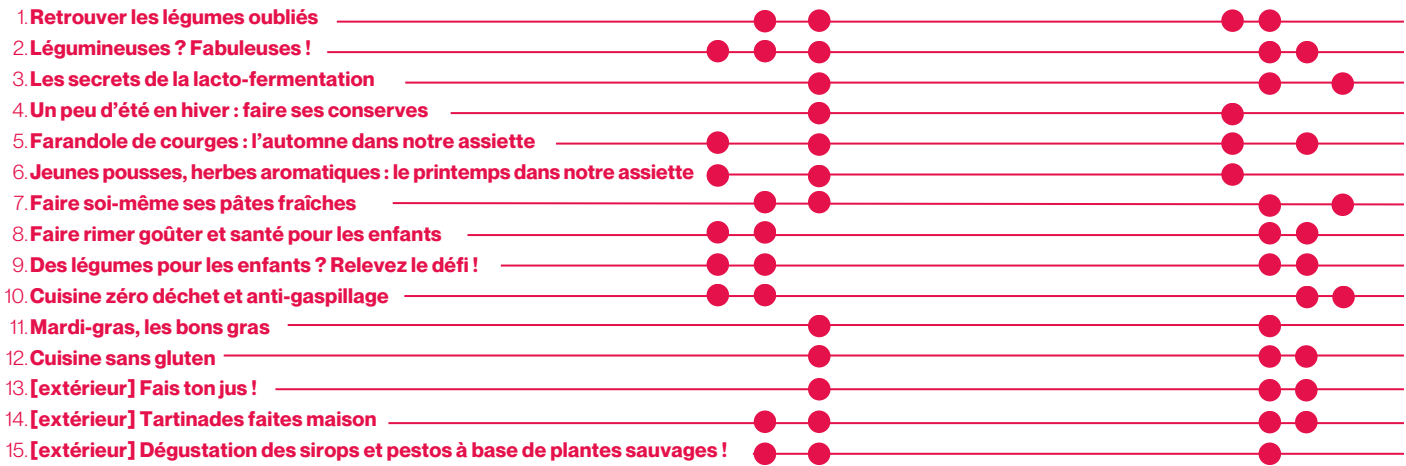 1. Retrouver les légumes oubliés
2. Légumineuses ? Fabuleuses !
3. Les secrets de la lacto-fermentation
4. Un peu d’été en hiver : faire ses conserves
5. Farandole de courges : l’automne dans notre assiette
6. Jeunes pousses, herbes aromatiques : le printemps dans notre assiette
7. Faire soi-même ses pâtes fraîches
8. Faire rimer goûter et santé pour les enfants
9. Des légumes pour les enfants ? Relevez le défi !
10. Cuisine zéro déchet et anti-gaspillage
11. Mardi-gras, les bons gras
12. Cuisine sans gluten
13. [extérieur] Fais ton jus !
14. [extérieur] Tartinades faites maison
15. [extérieur] Dégustation des sirops et pestos à base de plantes sauvages !